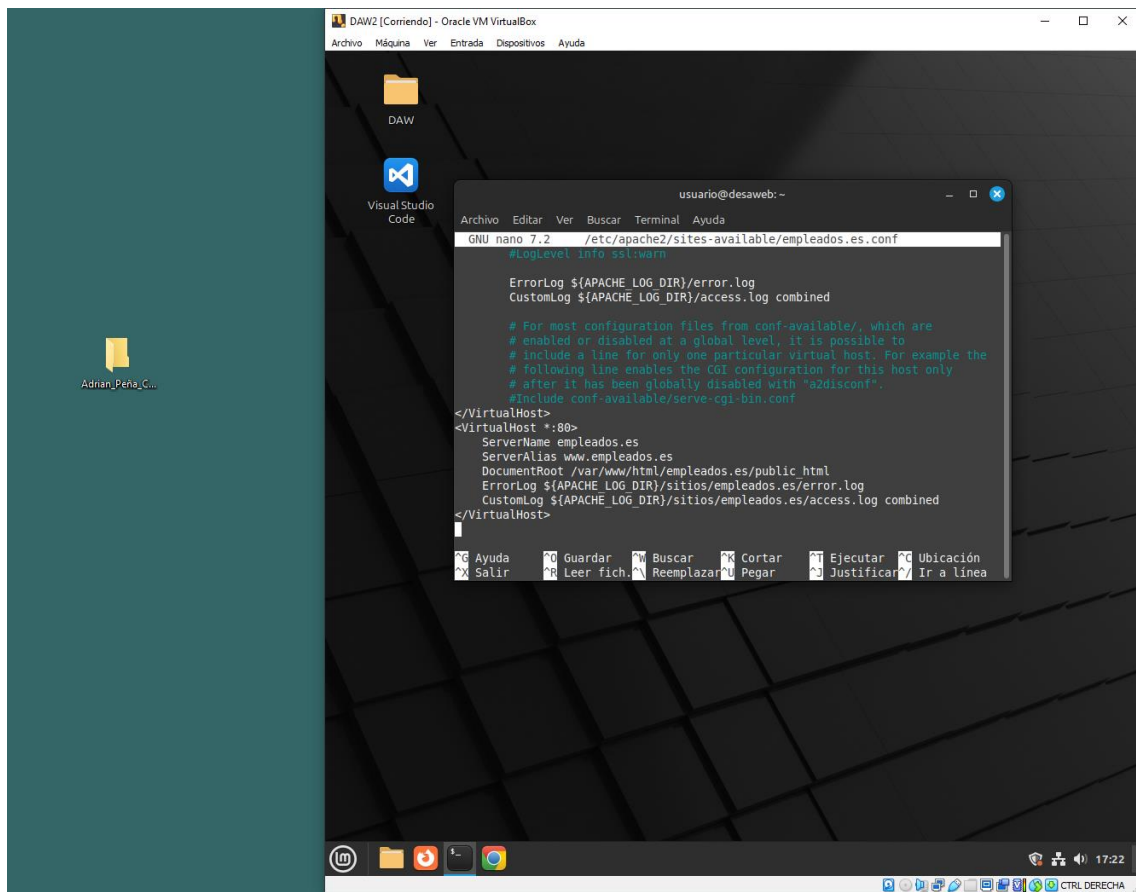 DAW2 [Corriendo] - Oracle VM VirtualBox
Archivo Máquina Ver Entrada Dispositivos Ayuda
DAW
Visual Studio
Code
Adrian_Peña_C...
usuario@desaweb: ~
Archivo Editar Ver Buscar Terminal Ayuda
GNU nano 7.2 /etc/apache2/sites-available/empleados.es.conf
#LogLevel info ssl:warn
ErrorLog ${APACHE_LOG_DIR}/error.log
CustomLog ${APACHE_LOG_DIR}/access.log combined
# For most configuration files from conf-available/, which are
# enabled or disabled at a global level, it is possible to
# include a line for only one particular virtual host. For example the
# following line enables the CGI configuration for this host only
# after it has been globally disabled with "a2disconf".
#Include conf-available/serve-cgi-bin.conf
</VirtualHost>
<VirtualHost *:80>
ServerName empleados.es
ServerAlias www.empleados.es
DocumentRoot /var/www/html/empleados.es/public_html
ErrorLog ${APACHE_LOG_DIR}/sitios/empleados.es/error.log
CustomLog ${APACHE_LOG_DIR}/sitios/empleados.es/access.log combined
</VirtualHost>
^G Ayuda ^O Guardar ^W Buscar ^K Cortar ^T Ejecutar ^C Ubicación
^X Salir ^R Leer fich. ^\ Reemplazar ^U Pegar ^J Justificar ^/ Ir a línea
17:22
CTRL DERECHA